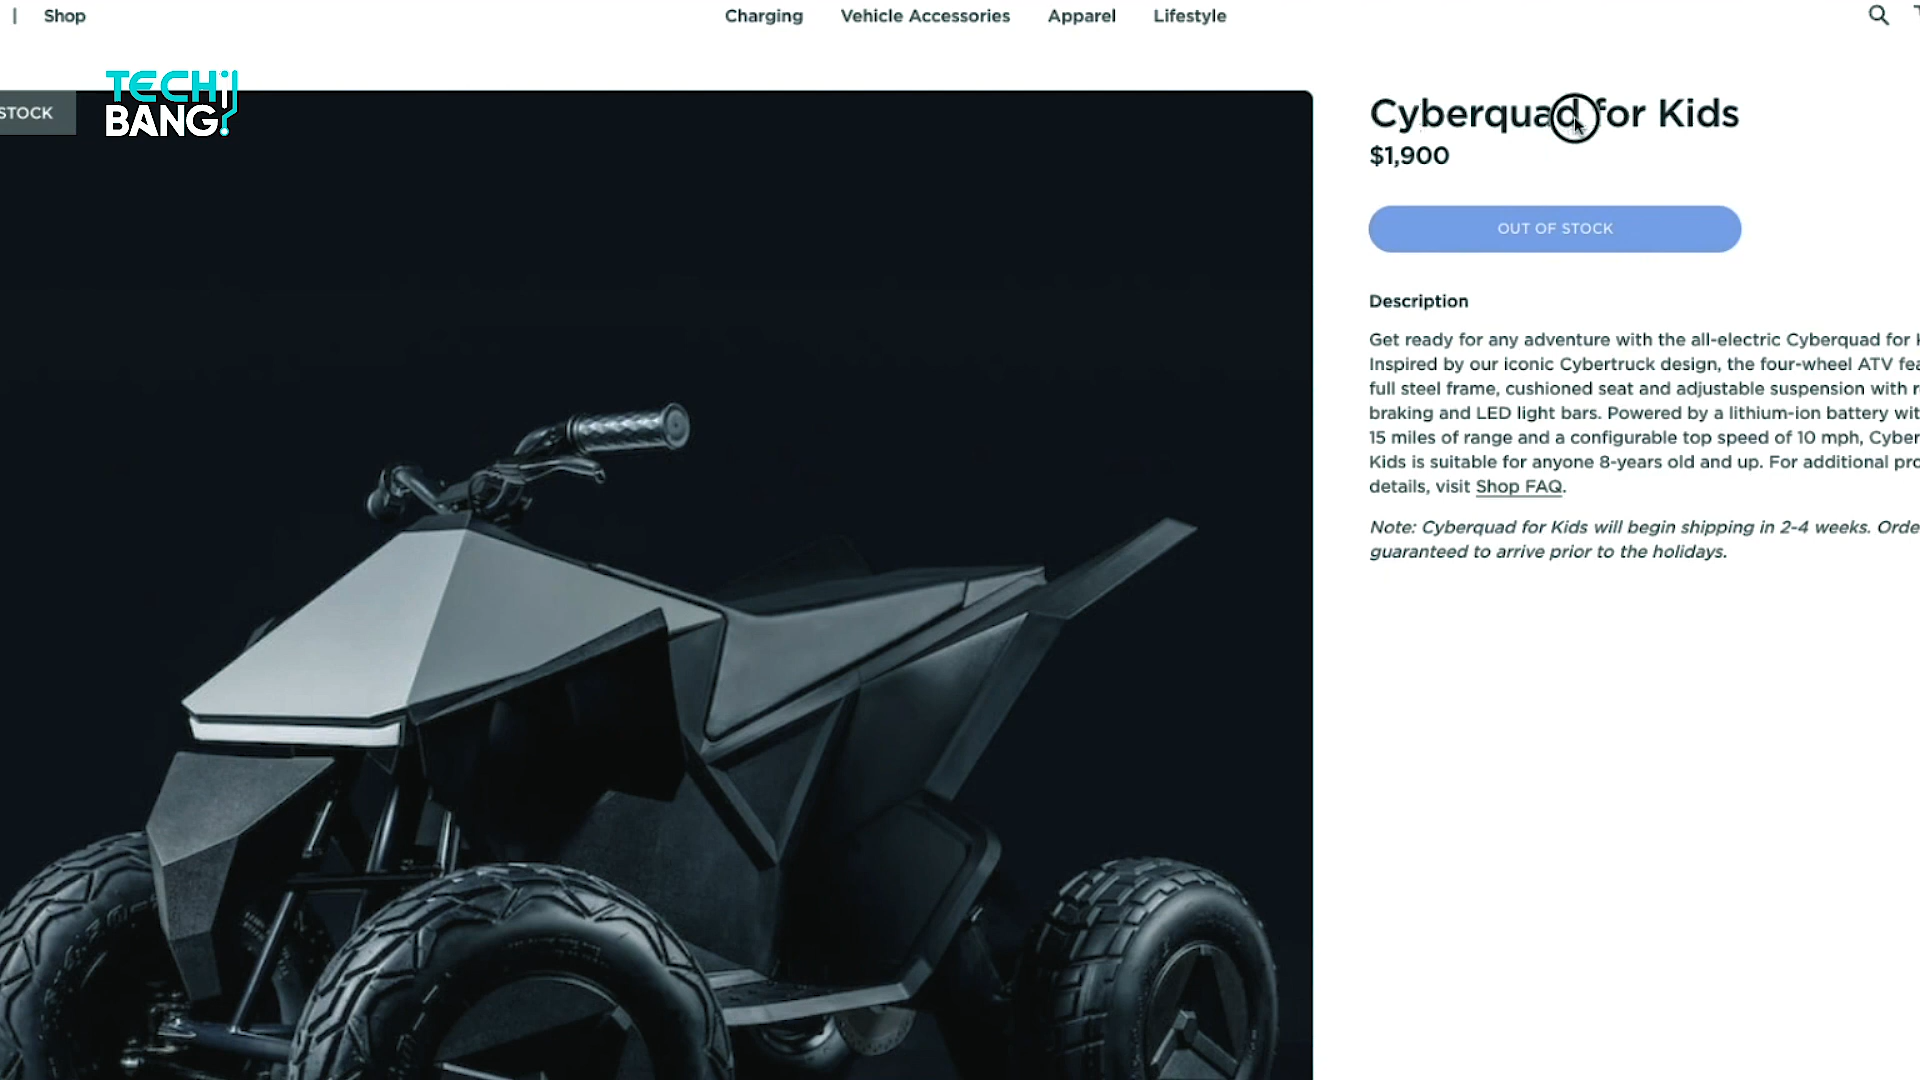 | Shop
Charging
Vehicle Accessories
Apparel
Lifestyle
STOCK
TECH
BANG!
Cyberquad for Kids
$1,900
OUT OF STOCK
Description
Get ready for any adventure with the all-electric Cyberquad for
Inspired by our iconic Cybertruck design, the four-wheel ATV
full steel frame, cushioned seat and adjustable suspension with
braking and LED light bars. Powered by a lithium-ion battery
15 miles of range and a configurable top speed of 10 mph,
Kids is suitable for anyone 8-years old and up. For additional
details, visit Shop FAQ.
Note: Cyberquad for Kids will begin shipping in 2-4 weeks.
guaranteed to arrive prior to the holidays.